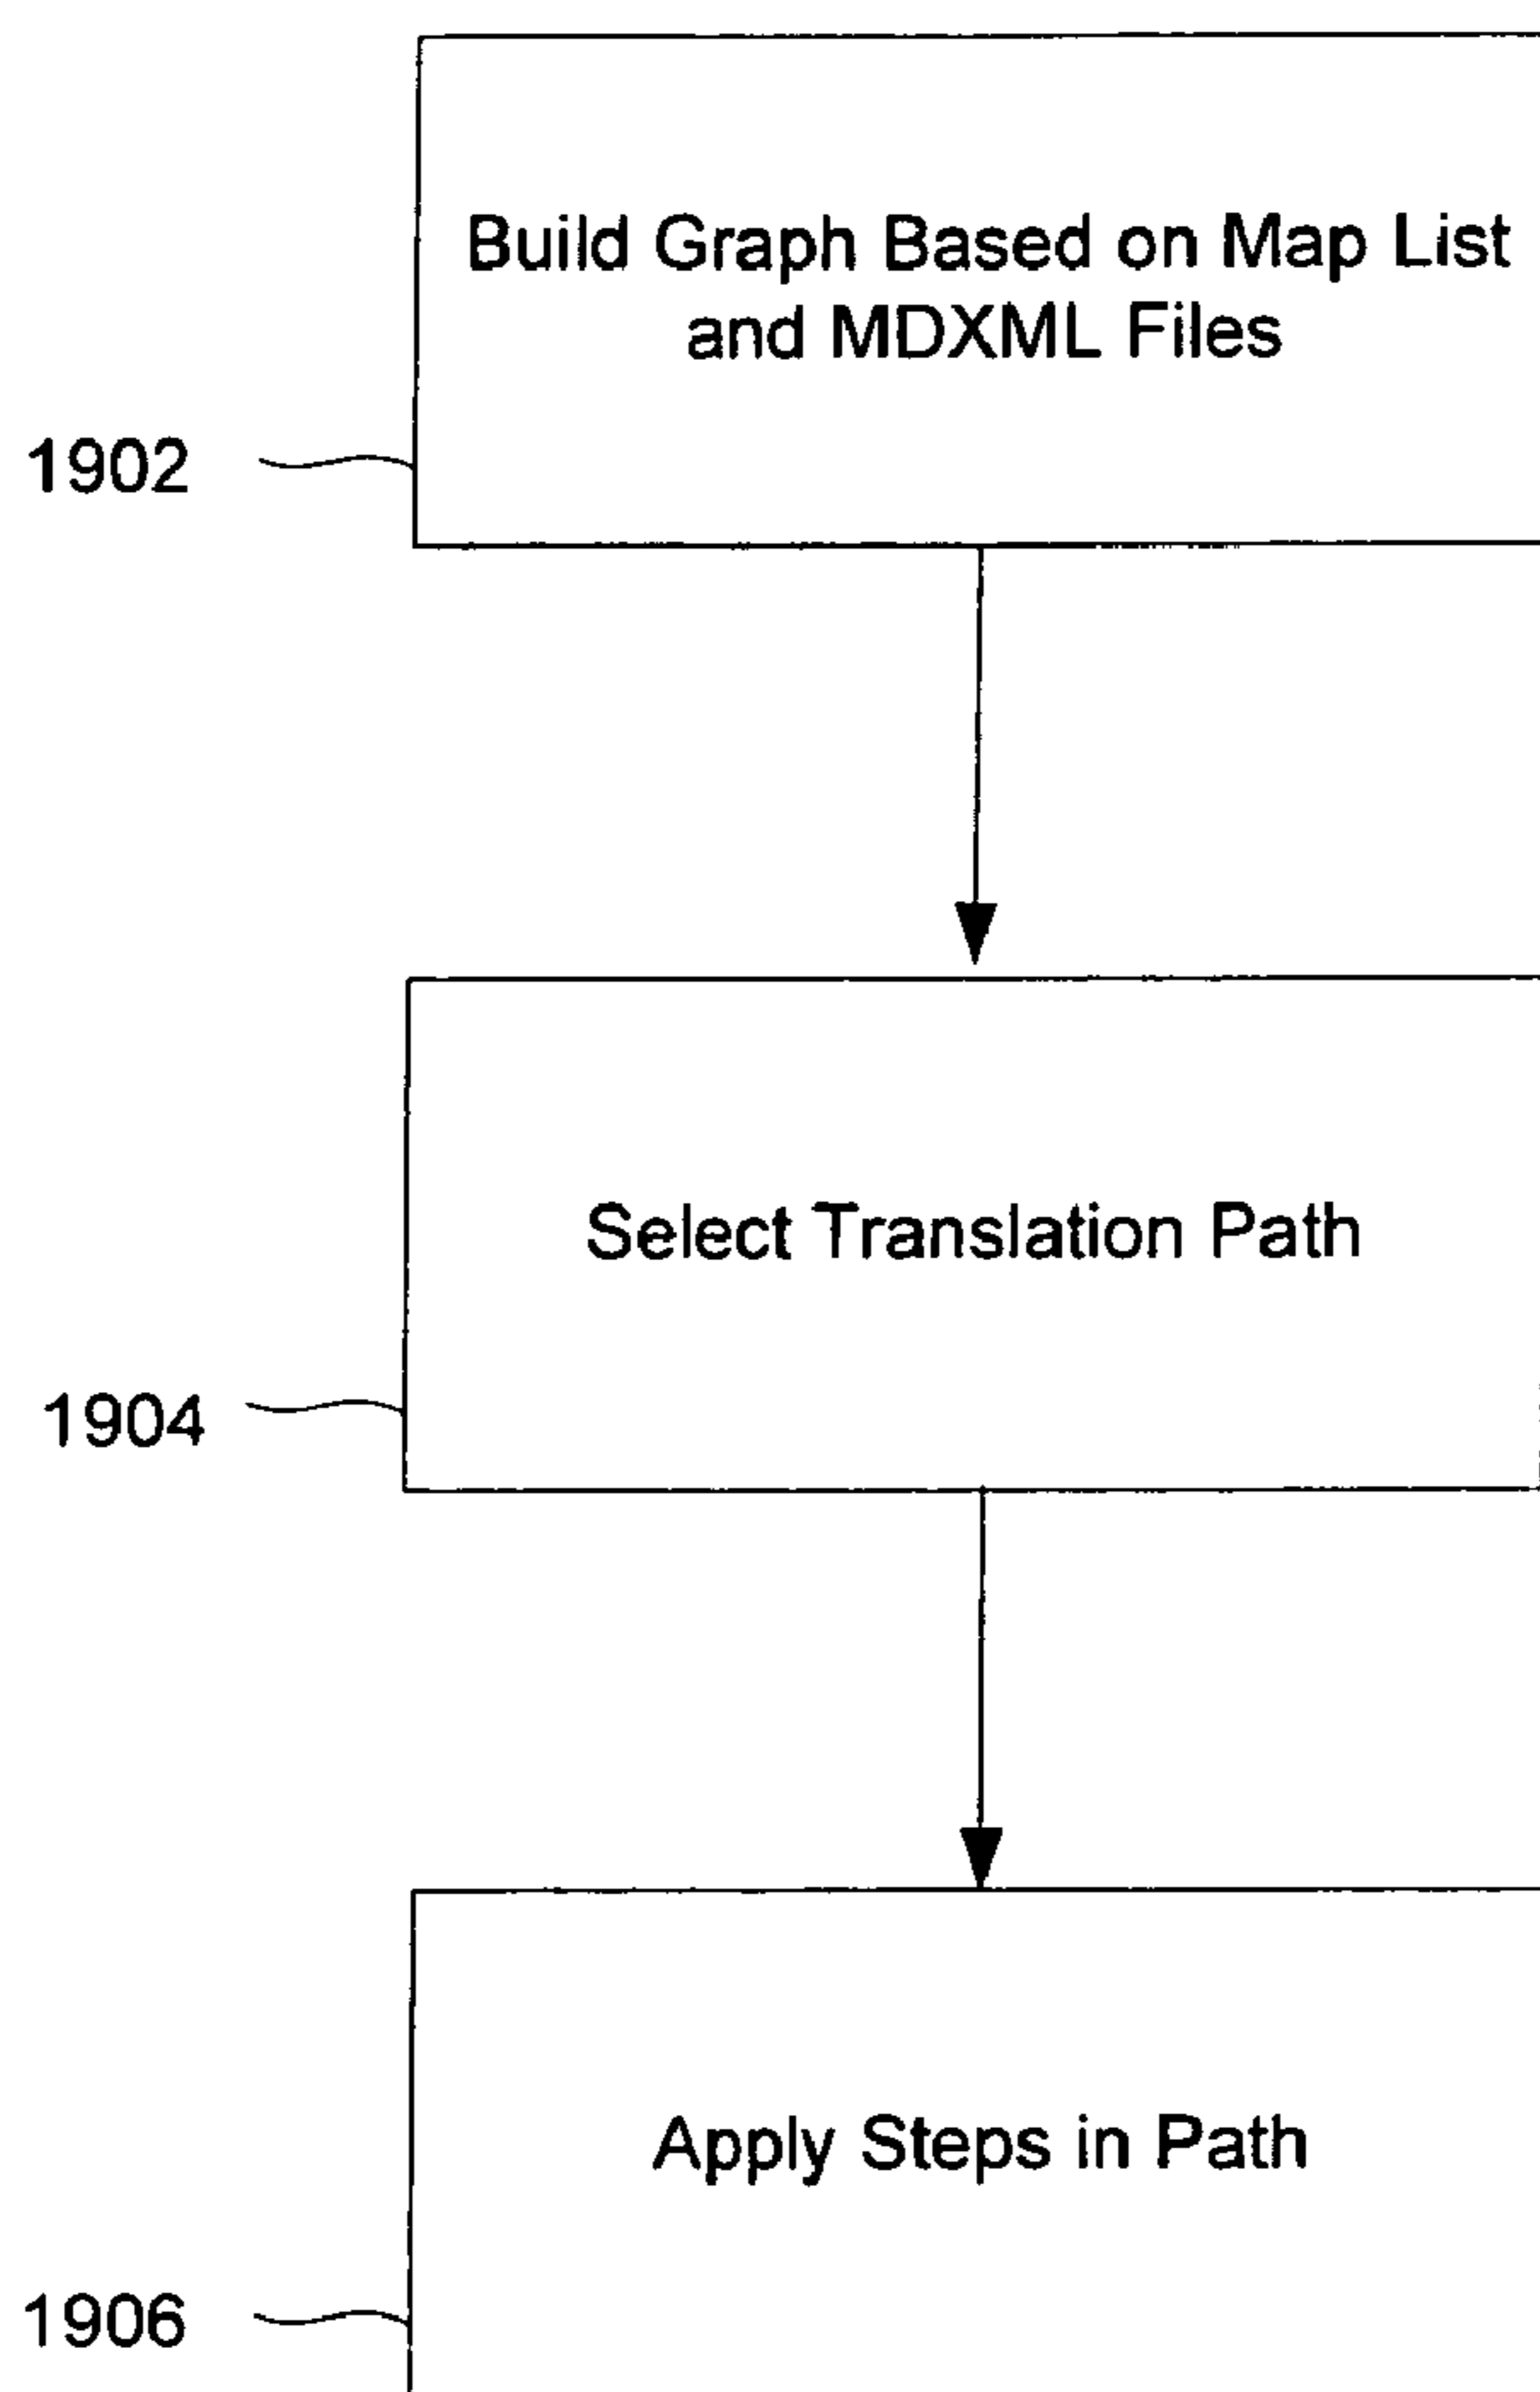 Build Graph Based on Map List
and MDXML Files
1902
Select Translation Path
1904
Apply Steps in Path
1906